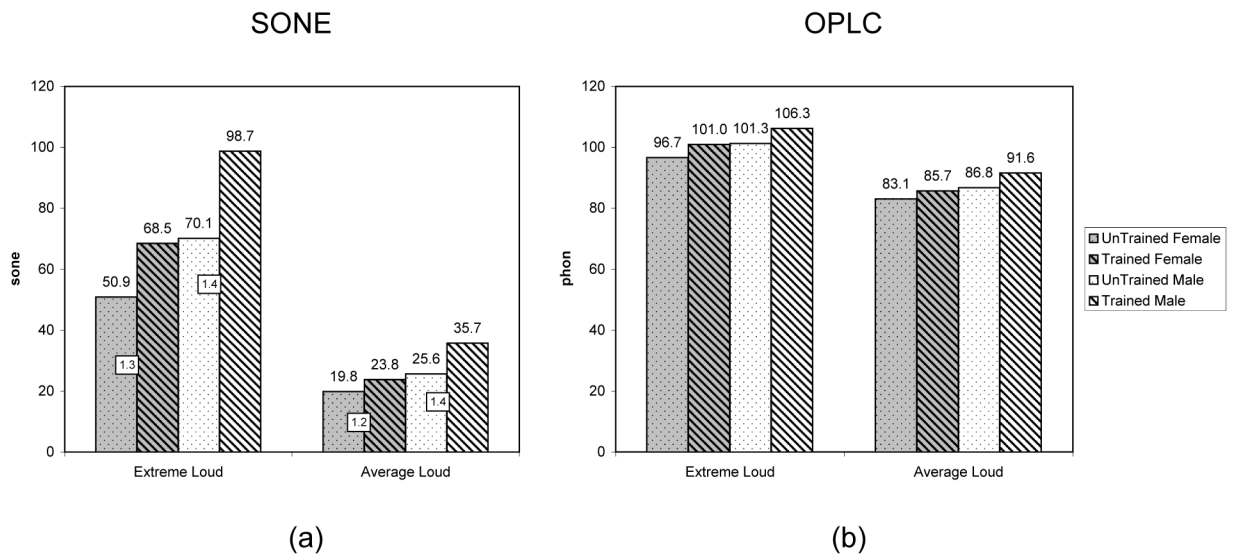 SONE
OPLC
120
100
80
60
40
20
0
sone
50.9
68.5
70.1
98.7
1.3
1.4
19.8
23.8
25.6
35.7
1.2
1.4
Extreme Loud
Average Loud
(a)
120
100
80
60
40
20
0
phon
96.7
101.0
101.3
106.3
83.1
85.7
86.8
91.6
Extreme Loud
Average Loud
(b)
UnTrained Female
Trained Female
UnTrained Male
Trained Male